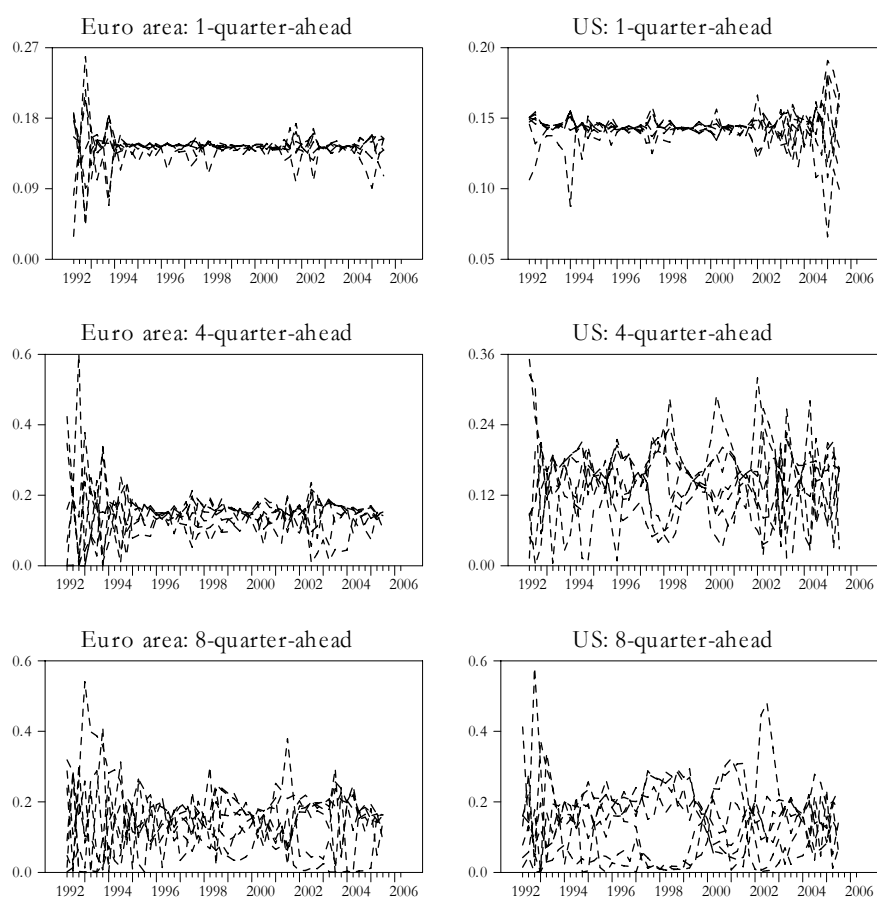 Euro area: 1-quarter-ahead
0.27
0.18
0.09
0.00
1992 1994 1996 1998 2000 2002 2004 2006
US: 1-quarter-ahead
0.20
0.15
0.10
0.05
1992 1994 1996 1998 2000 2002 2004 2006
Euro area: 4-quarter-ahead
0.6
0.4
0.2
0.0
1992 1994 1996 1998 2000 2002 2004 2006
US: 4-quarter-ahead
0.36
0.24
0.12
0.00
1992 1994 1996 1998 2000 2002 2004 2006
Euro area: 8-quarter-ahead
0.6
0.4
0.2
0.0
1992 1994 1996 1998 2000 2002 2004 2006
US: 8-quarter-ahead
0.6
0.4
0.2
0.0
1992 1994 1996 1998 2000 2002 2004 2006